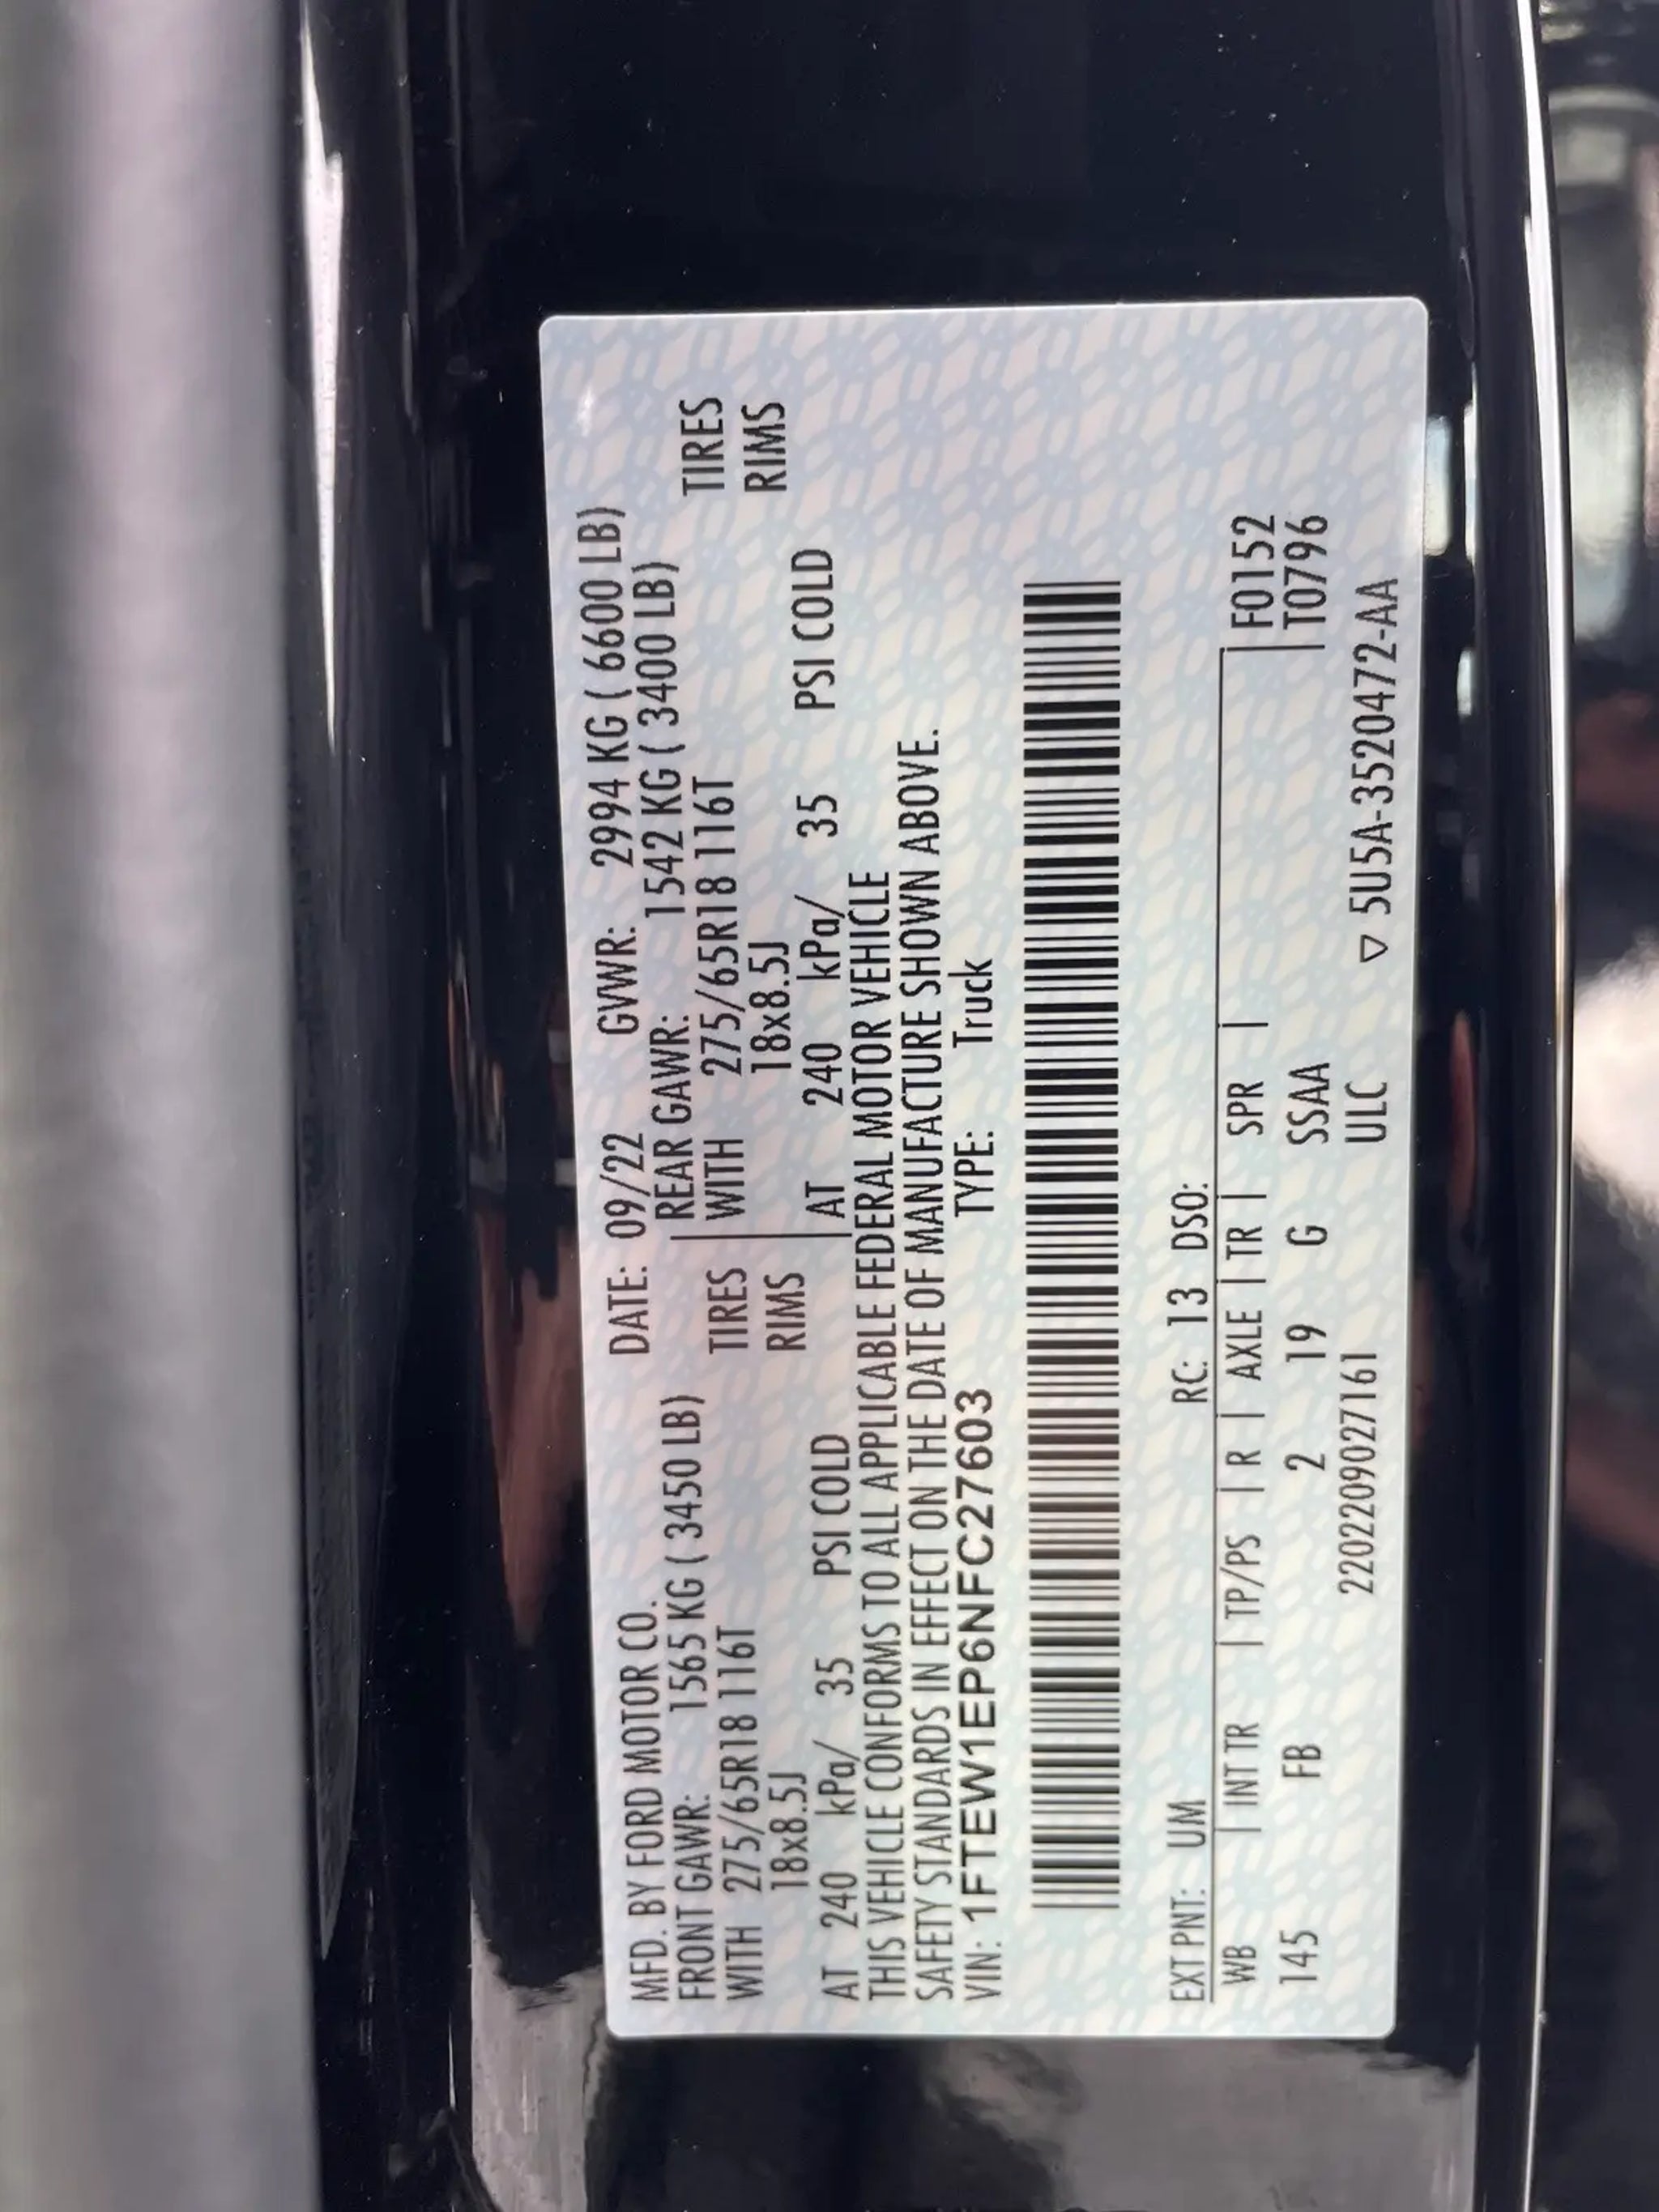 MFD. BY FORD MOTOR CO. DATE: 09/22 GVWR: 2994 KG ( 6600 LB)
FRONT GAWR: 1565 KG ( 3450 LB) REAR GAWR: 1542 KG ( 3400 LB)
WITH 275/65R18 116T TIRES WITH 275/65R18 116T TIRES
18x8.5J RIMS 18x8.5J RIMS
AT 240 kPa/ 35 PSI COLD AT 240 kPa/ 35 PSI COLD
THIS VEHICLE CONFORMS TO ALL APPLICABLE FEDERAL MOTOR VEHICLE
SAFETY STANDARDS IN EFFECT ON THE DATE OF MANUFACTURE SHOWN ABOVE.
VIN: 1FTEW1EP6NFC27603 TYPE: Truck
EXT PNT: UM RC: 13 DSO:
WB | INT TR | TP/PS | R | AXLE | TR | SPR | F0152
145 FB 2 19 G SSAA T0796
22022090271​61 ULC ▽ 5U5A-3520472-AA